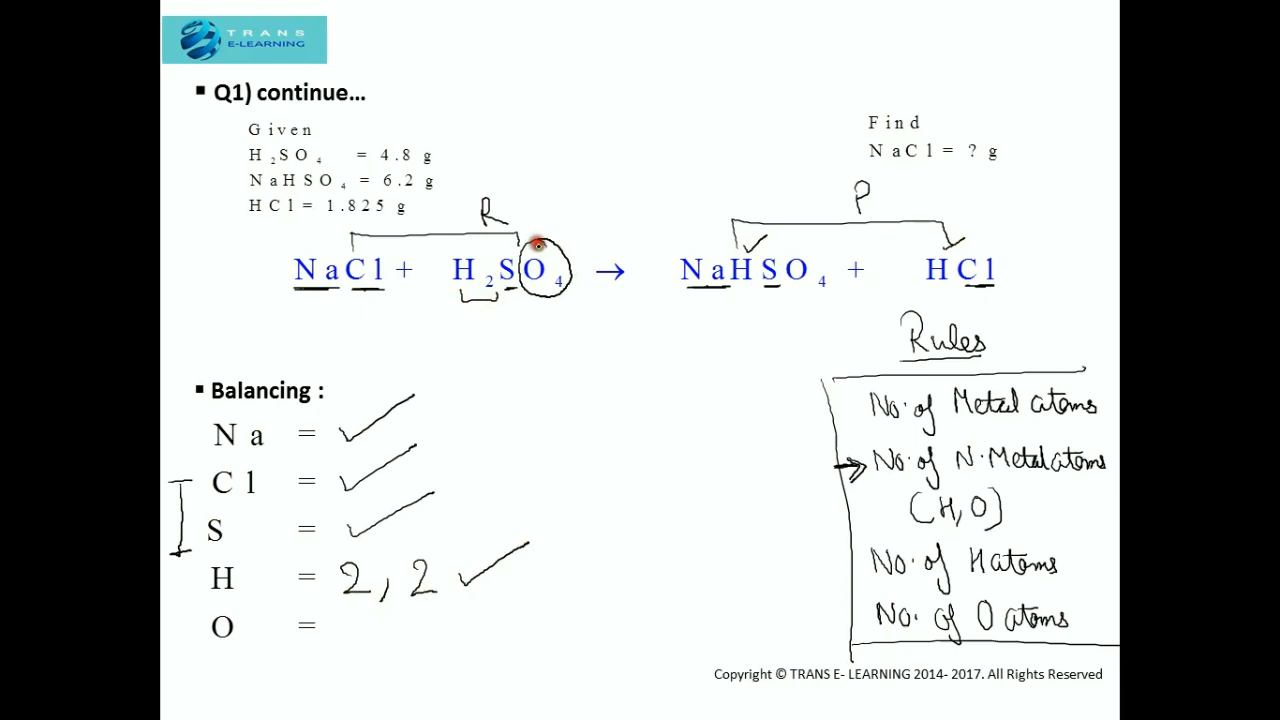 TRANS
E-LEARNING
▪ Q1) continue...
Given
H₂SO₄ = 4.8 g
NaHSO₄ = 6.2 g
HCl = 1.825 g
Find
NaCl = ? g
R
P
NaCl + H₂SO₄ → NaHSO₄ + HCl
▪ Balancing :
Na =
Cl =
S =
H = 2, 2
O =
Rules
No. of Metal atoms
No. of N.Metal atoms
(H, O)
No. of H atoms
No. of O atoms
Copyright © TRANS E- LEARNING 2014- 2017. All Rights Reserved